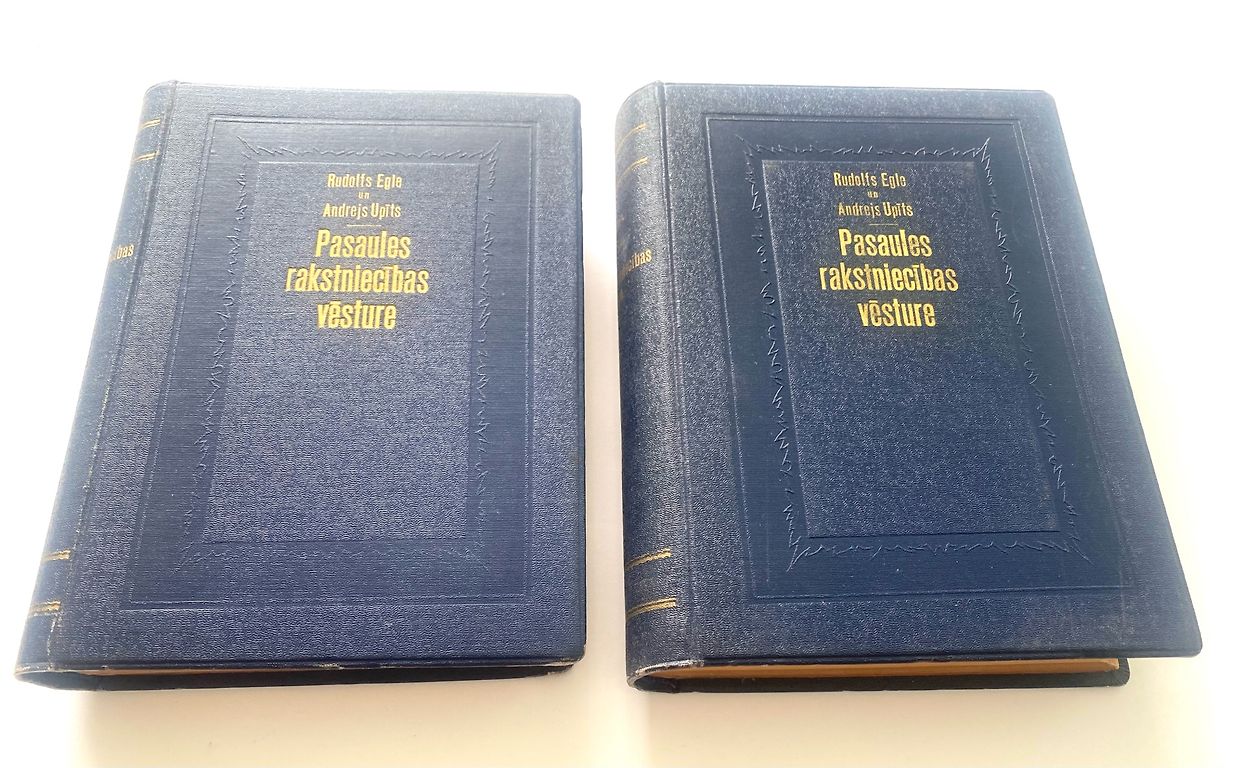 Rudolfs Egle
un
Andrejs Upīts
Pasaules
rakstniecības
vēsture
Rudolfs Egle
un
Andrejs Upīts
Pasaules
rakstniecības
vēsture